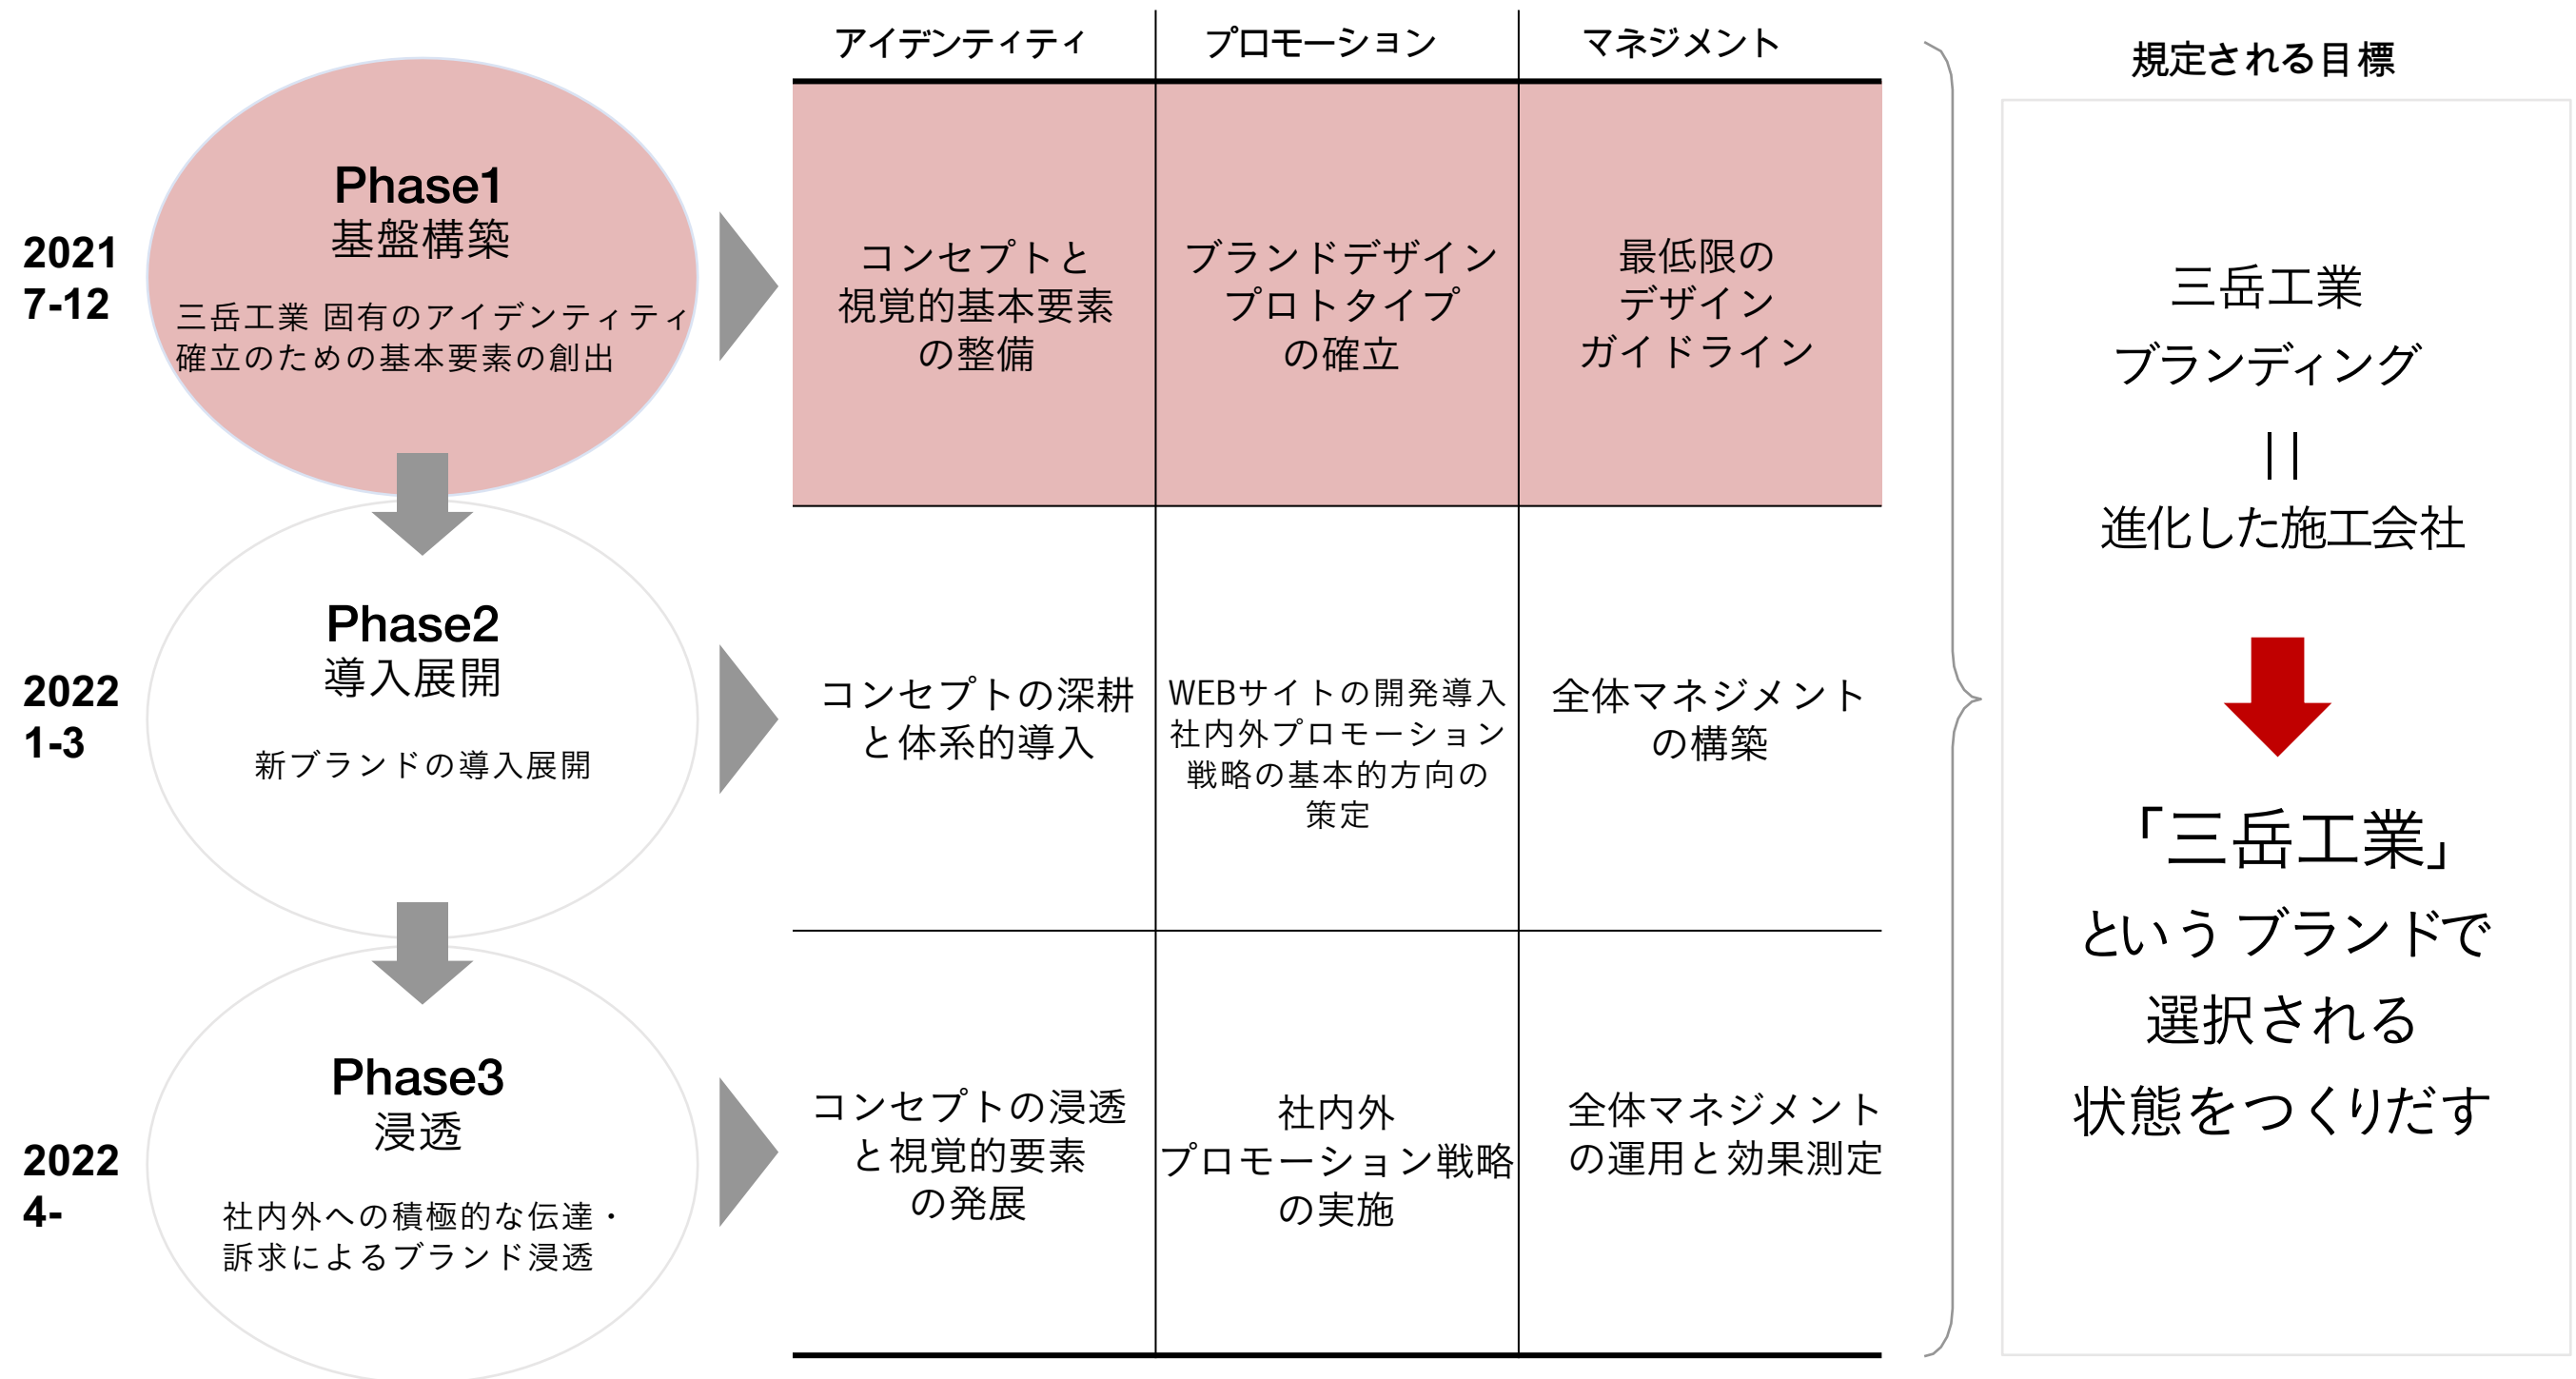 アイデンティティ
プロモーション
マネジメント
規定される目標
2021
7-12
Phase1
基盤構築
三岳工業 固有のアイデンティティ
確立のための基本要素の創出
コンセプトと
視覚的基本要素
の整備
ブランドデザイン
プロトタイプ
の確立
最低限の
デザイン
ガイドライン
2022
1-3
Phase2
導入展開
新ブランドの導入展開
コンセプトの深耕
と体系的導入
WEBサイトの開発導入
社内外プロモーション
戦略の基本的方向の
策定
全体マネジメント
の構築
2022
4-
Phase3
浸透
社内外への積極的な伝達・
訴求によるブランド浸透
コンセプトの浸透
と視覚的要素
の発展
社内外
プロモーション戦略
の実施
全体マネジメント
の運用と効果測定
三岳工業
ブランディング
||
進化した施工会社
「三岳工業」
というブランドで
選択される
状態をつくりだす